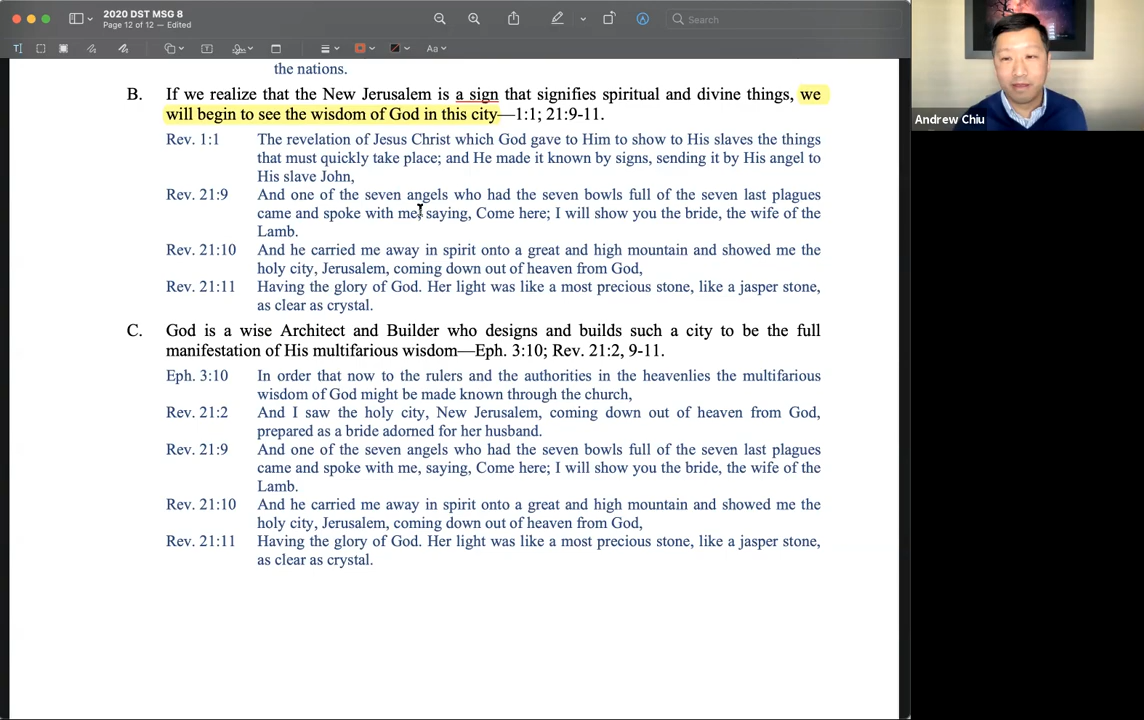 2020 DST MSG 8
Page 12 of 12 – Edited
Search
Aa
the nations.
B. If we realize that the New Jerusalem is a sign that signifies spiritual and divine things, we
will begin to see the wisdom of God in this city—1:1; 21:9-11.
Rev. 1:1 The revelation of Jesus Christ which God gave to Him to show to His slaves the things
that must quickly take place; and He made it known by signs, sending it by His angel to
His slave John,
Rev. 21:9 And one of the seven angels who had the seven bowls full of the seven last plagues
came and spoke with me, saying, Come here; I will show you the bride, the wife of the
Lamb.
Rev. 21:10 And he carried me away in spirit onto a great and high mountain and showed me the
holy city, Jerusalem, coming down out of heaven from God,
Rev. 21:11 Having the glory of God. Her light was like a most precious stone, like a jasper stone,
as clear as crystal.
C. God is a wise Architect and Builder who designs and builds such a city to be the full
manifestation of His multifarious wisdom—Eph. 3:10; Rev. 21:2, 9-11.
Eph. 3:10 In order that now to the rulers and the authorities in the heavenlies the multifarious
wisdom of God might be made known through the church,
Rev. 21:2 And I saw the holy city, New Jerusalem, coming down out of heaven from God,
prepared as a bride adorned for her husband.
Rev. 21:9 And one of the seven angels who had the seven bowls full of the seven last plagues
came and spoke with me, saying, Come here; I will show you the bride, the wife of the
Lamb.
Rev. 21:10 And he carried me away in spirit onto a great and high mountain and showed me the
holy city, Jerusalem, coming down out of heaven from God,
Rev. 21:11 Having the glory of God. Her light was like a most precious stone, like a jasper stone,
as clear as crystal.
Andrew Chiu